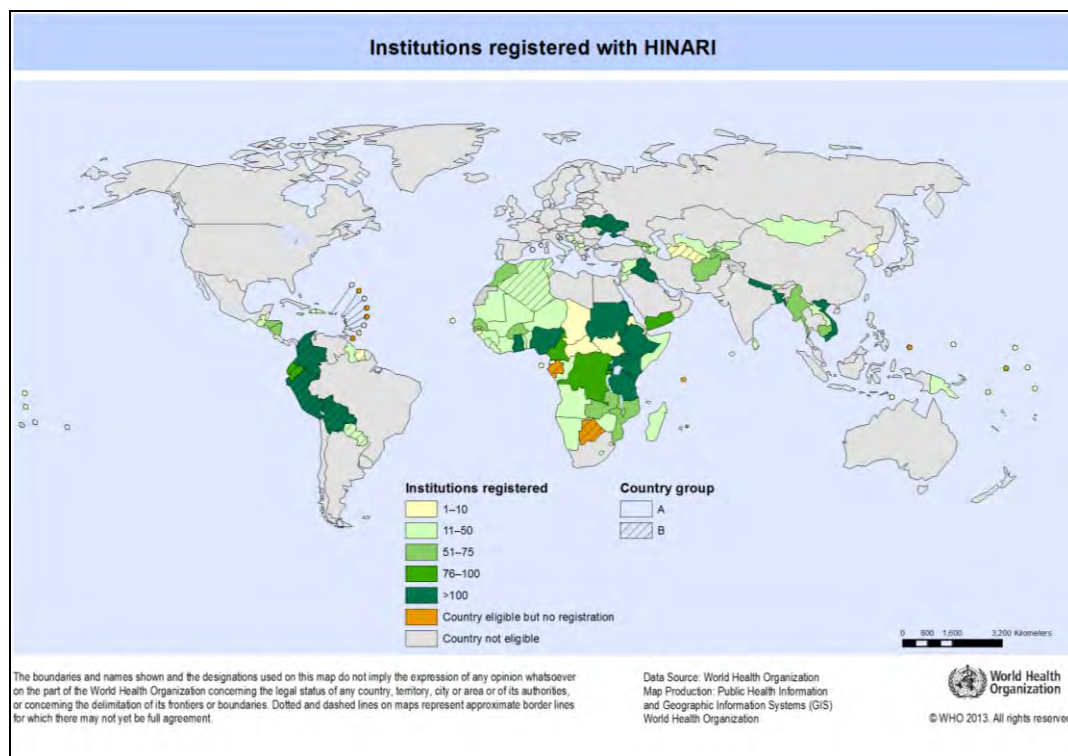 Institutions registered with HINARI
Institutions registered
1–10
11–50
51–75
76–100
>100
Country eligible but no registration
Country not eligible
Country group
A
B
0 800 1,600 3,200 Kilometers
The boundaries and names shown and the designations used on this map do not imply the expression of any opinion whatsoever
on the part of the World Health Organization concerning the legal status of any country, territory, city or area or of its authorities,
or concerning the delimitation of its frontiers or boundaries. Dotted and dashed lines on maps represent approximate border lines
for which there may not yet be full agreement.
Data Source: World Health Organization
Map Production: Public Health Information
and Geographic Information Systems (GIS)
World Health Organization
World Health
Organization
© WHO 2013. All rights reserved